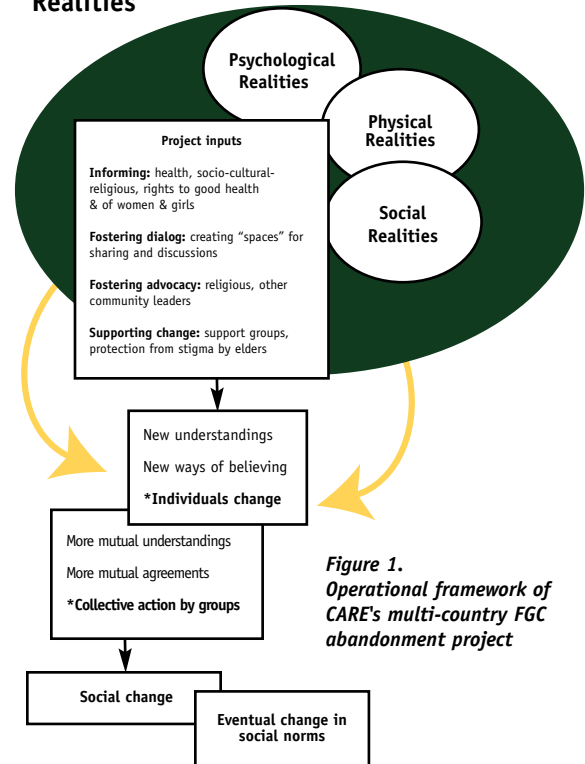 Realities
Psychological
Realities
Physical
Realities
Social
Realities
Project inputs
Informing: health, socio-cultural-
religious, rights to good health
& of women & girls
Fostering dialog: creating “spaces” for
sharing and discussions
Fostering advocacy: religious, other
community leaders
Supporting change: support groups,
protection from stigma by elders
New understandings
New ways of believing
*Individuals change
More mutual understandings
More mutual agreements
*Collective action by groups
Figure 1.
Operational framework of
CARE's multi-country FGC
abandonment project
Social change
Eventual change in
social norms